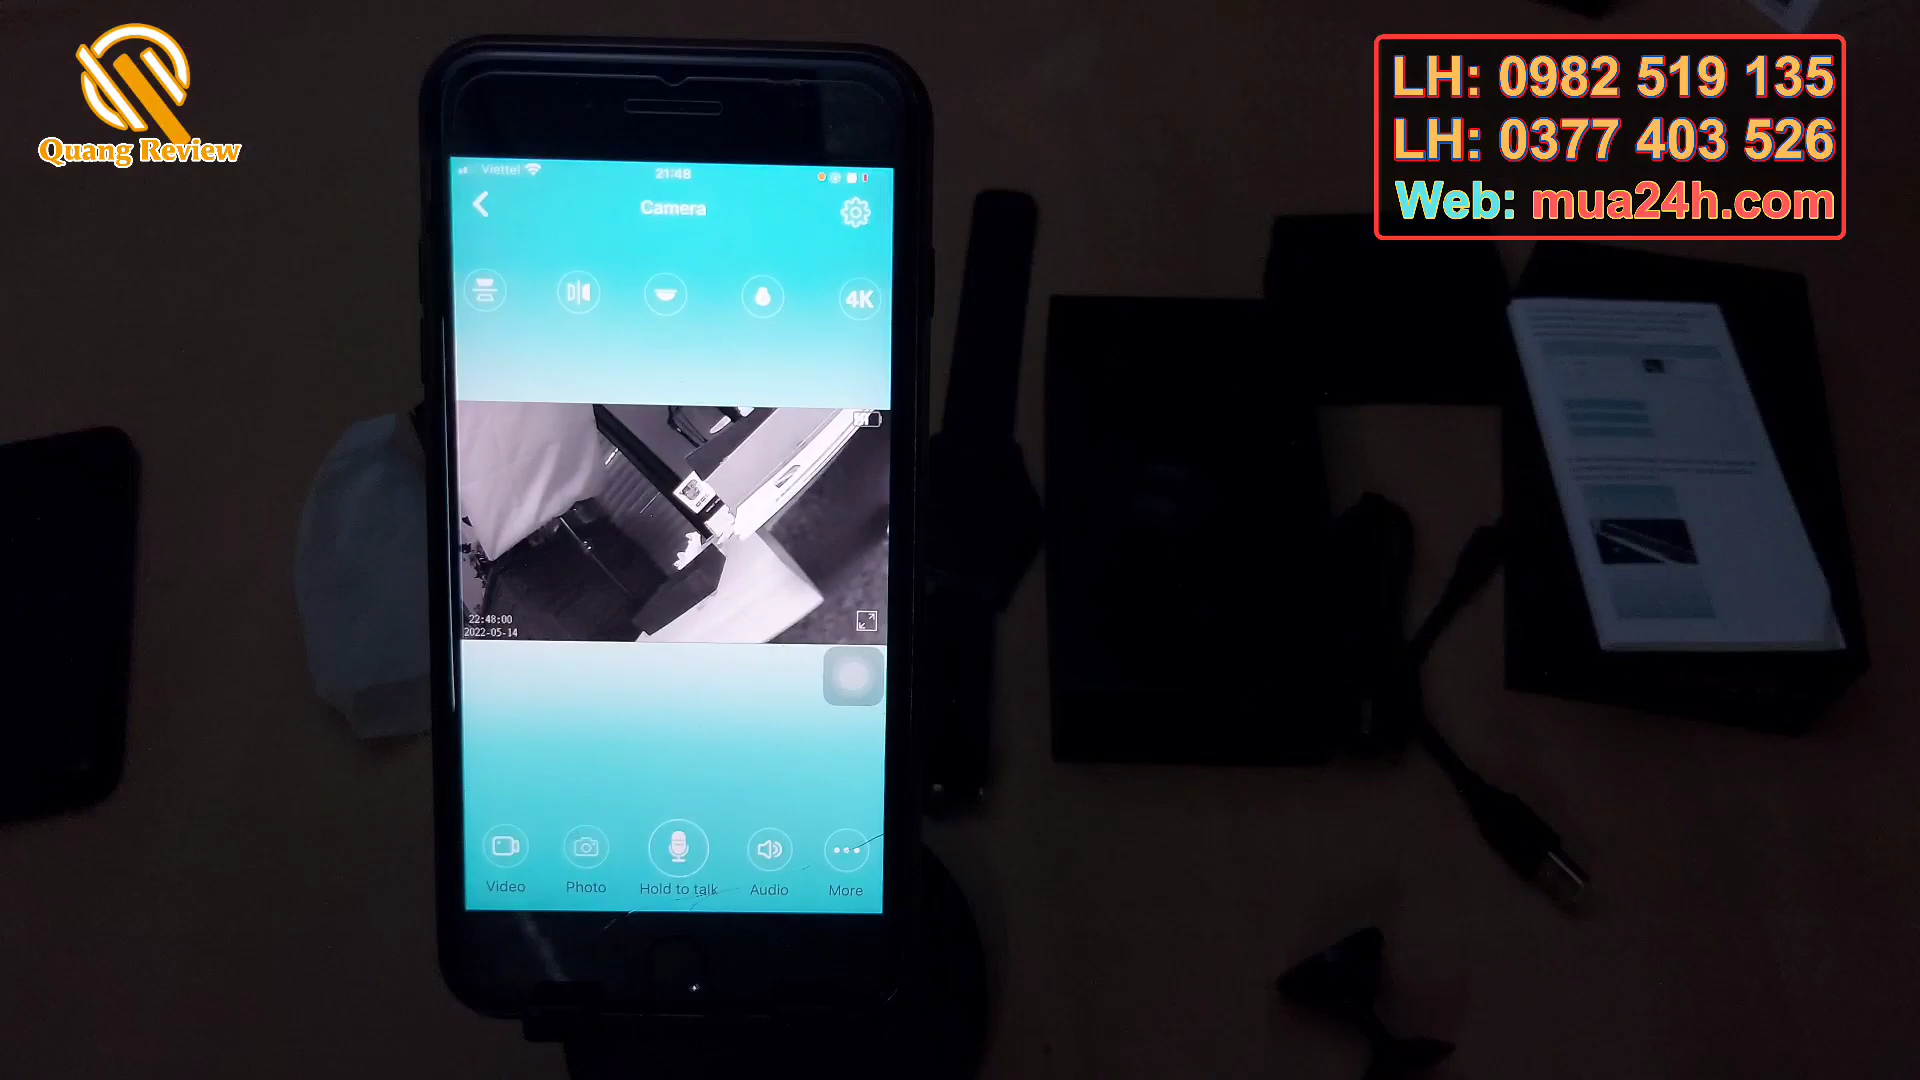 Quang Review
LH: 0982 519 135
LH: 0377 403 526
Web: mua24h.com
Viettel
21:48
Camera
4K
22:48:00
2022-05-14
Video
Photo
Hold to talk
Audio
More